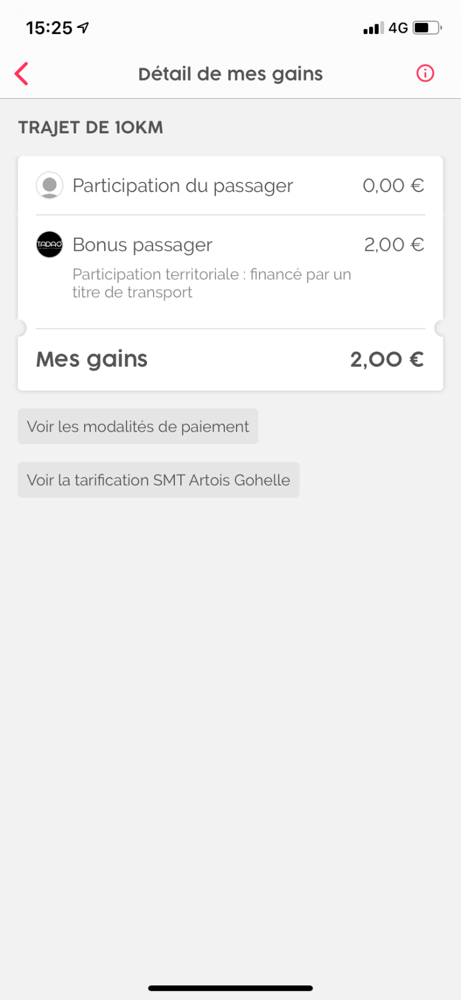 15:25
4G
Détail de mes gains
TRAJET DE 10KM
Participation du passager 0,00 €
TADAO
Bonus passager 2,00 €
Participation territoriale : financé par un
titre de transport
Mes gains 2,00 €
Voir les modalités de paiement
Voir la tarification SMT Artois Gohelle